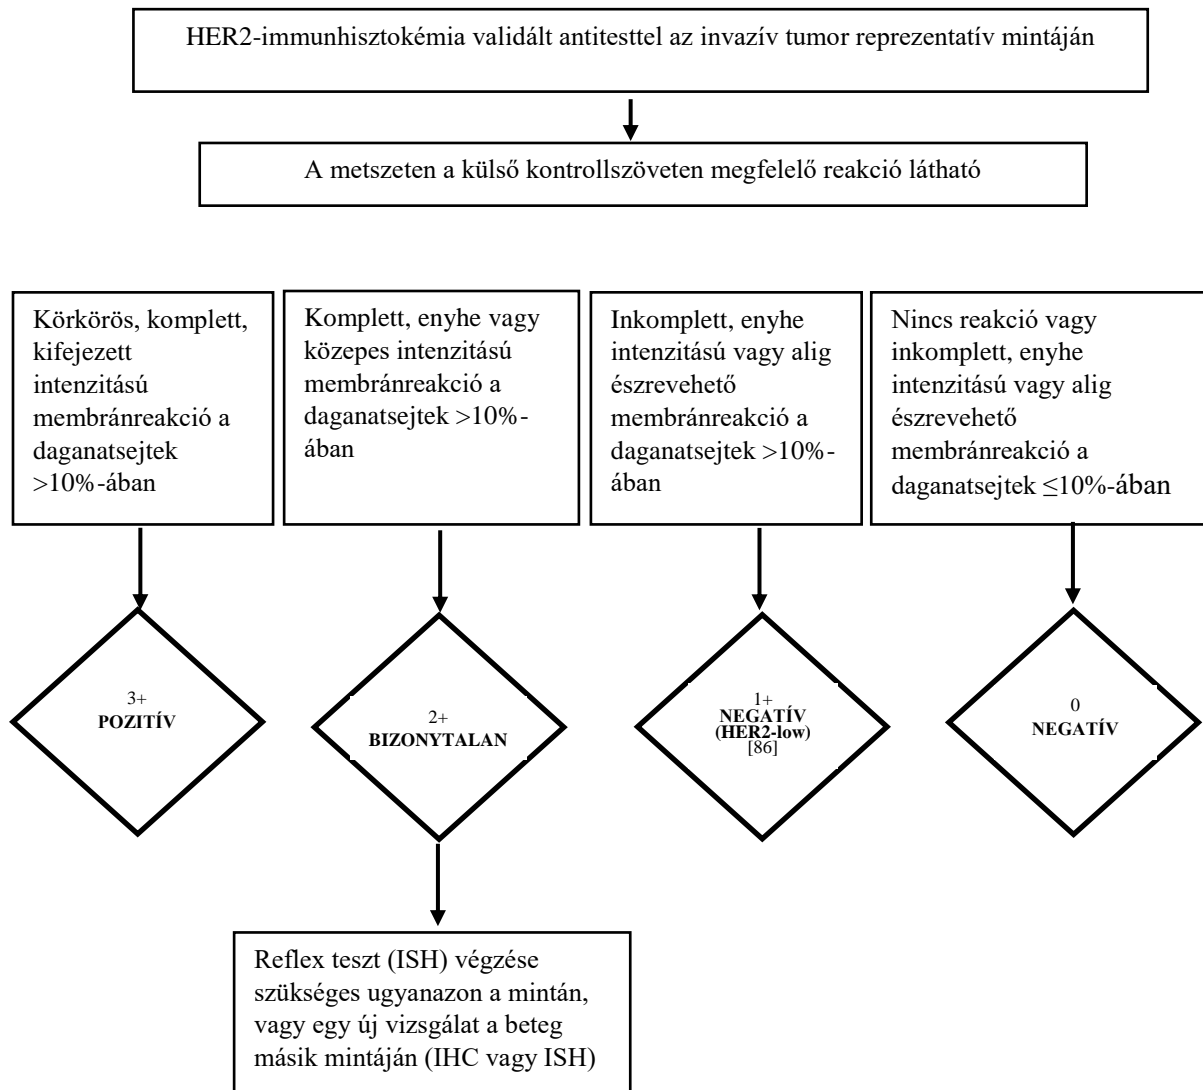 HER2-immunhisztokémia validált antitesttel az invazív tumor reprezentatív mintáján
A metszeten a külső kontrollszöveten megfelelő reakció látható
Körkörös, komplett,
kifejezett
intenzitású
membránreakció a
daganatsejtek
>10%-ában
Komplett, enyhe vagy
közepes intenzitású
membránreakció a
daganatsejtek >10%-
ában
Inkomplett, enyhe
intenzitású vagy alig
észrevehető
membránreakció a
daganatsejtek >10%-
ában
Nincs reakció vagy
inkomplett, enyhe
intenzitású vagy alig
észrevehető
membránreakció a
daganatsejtek ≤10%-ában
3+
POZITÍV
2+
BIZONYTALAN
1+
NEGATÍV
(HER2-low)
[86]
0
NEGATÍV
Reflex teszt (ISH) végzése
szükséges ugyanazon a mintán,
vagy egy új vizsgálat a beteg
másik mintáján (IHC vagy ISH)